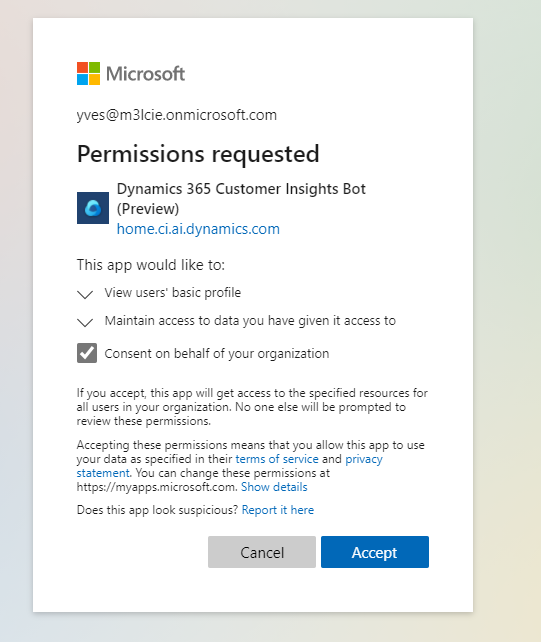 Microsoft
yves@m3lcie.onmicrosoft.com
Permissions requested
Dynamics 365 Customer Insights Bot
(Preview)
home.ci.ai.dynamics.com
This app would like to:
View users' basic profile
Maintain access to data you have given it access to
Consent on behalf of your organization
If you accept, this app will get access to the specified resources for
all users in your organization. No one else will be prompted to
review these permissions.
Accepting these permissions means that you allow this app to use
your data as specified in their terms of service and privacy
statement. You can change these permissions at
https://myapps.microsoft.com. Show details
Does this app look suspicious? Report it here
Cancel
Accept